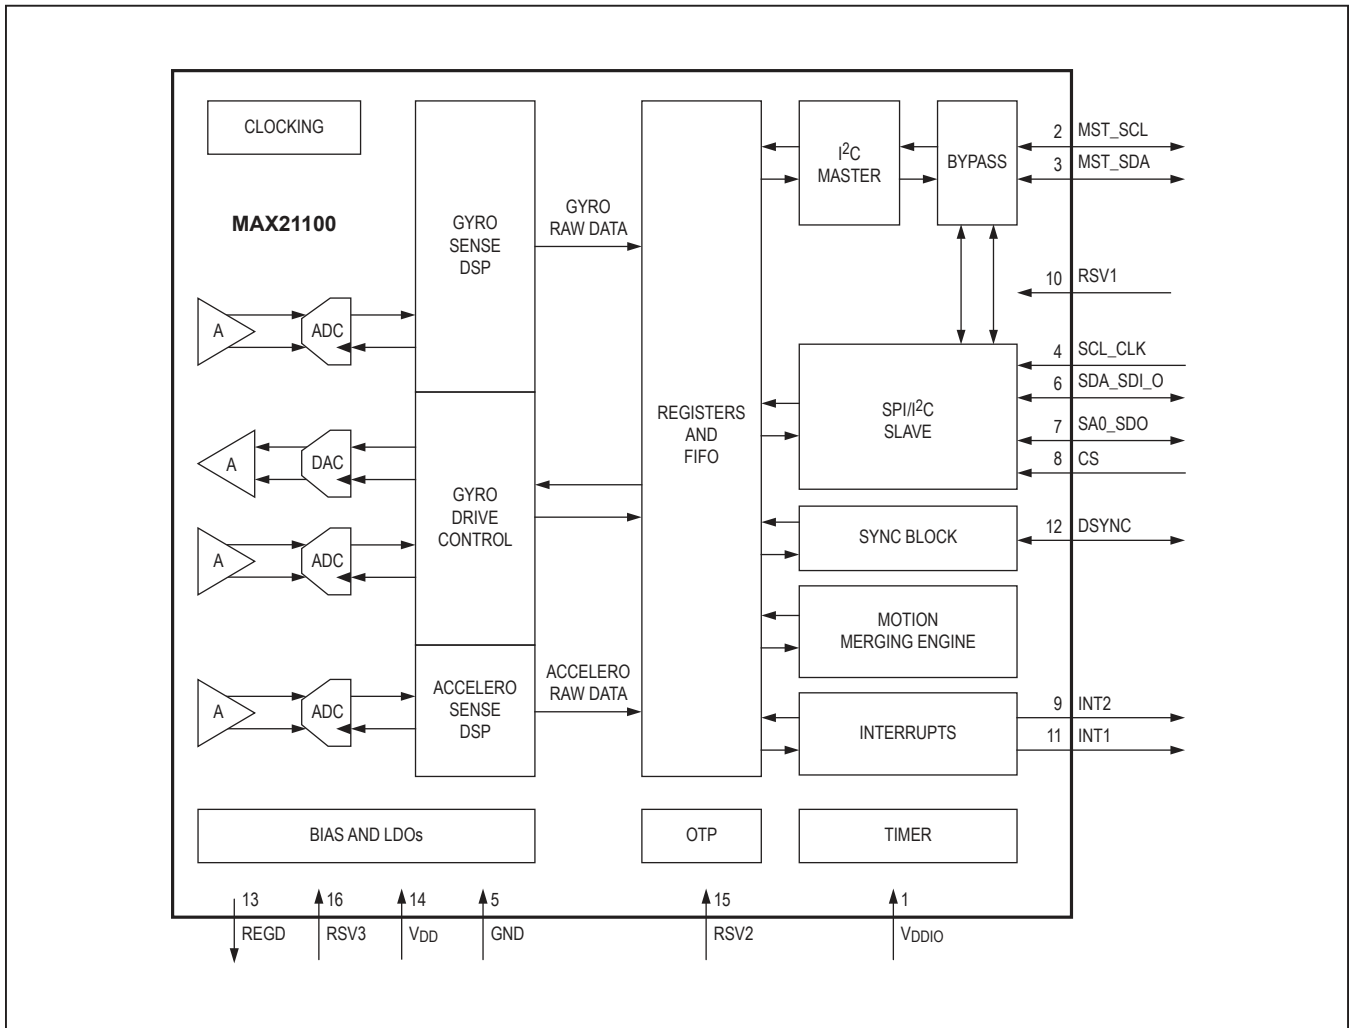 CLOCKING
MAX21100
GYRO
SENSE
DSP
GYRO
RAW DATA
A
ADC
A
DAC
GYRO
DRIVE
CONTROL
A
ADC
A
ADC
ACCELERO
SENSE
DSP
ACCELERO
RAW DATA
REGISTERS
AND
FIFO
I2C
MASTER
BYPASS
2 MST_SCL
3 MST_SDA
10 RSV1
SPI/I2C
SLAVE
4 SCL_CLK
6 SDA_SDI_O
7 SA0_SDO
8 CS
SYNC BLOCK
12 DSYNC
MOTION
MERGING ENGINE
INTERRUPTS
9 INT2
11 INT1
BIAS AND LDOs
OTP
TIMER
13
REGD
16
RSV3
14
VDD
5
GND
15
RSV2
1
VDDIO